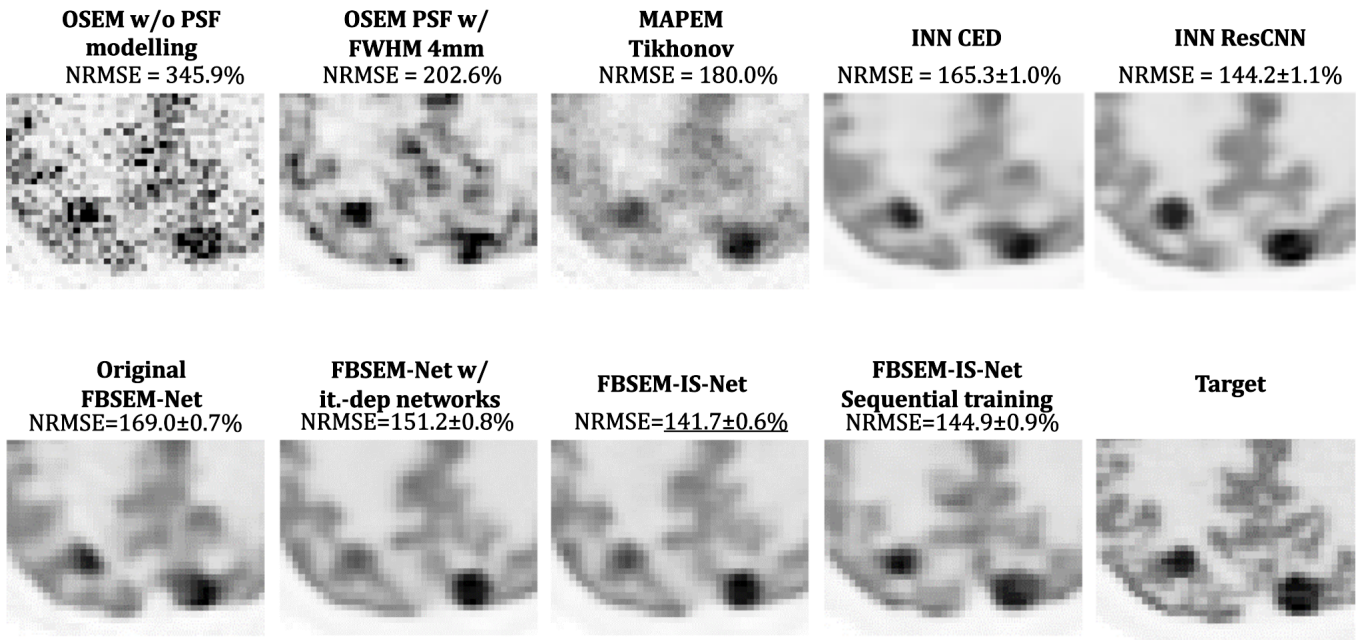 OSEM w/o PSF
modelling
NRMSE = 345.9%
OSEM PSF w/
FWHM 4mm
NRMSE = 202.6%
MAPEM
Tikhonov
NRMSE = 180.0%
INN CED
NRMSE = 165.3±1.0%
INN ResCNN
NRMSE = 144.2±1.1%
Original
FBSEM-Net
NRMSE=169.0±0.7%
FBSEM-Net w/
it.-dep networks
NRMSE=151.2±0.8%
FBSEM-IS-Net
NRMSE=141.7±0.6%
FBSEM-IS-Net
Sequential training
NRMSE=144.9±0.9%
Target